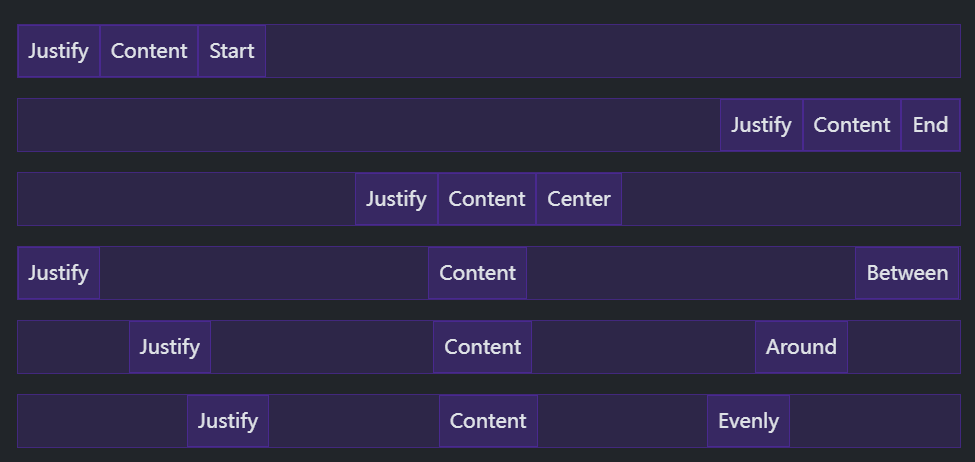 Justify Content Start
Justify Content End
Justify Content Center
Justify Content Between
Justify Content Around
Justify Content Evenly